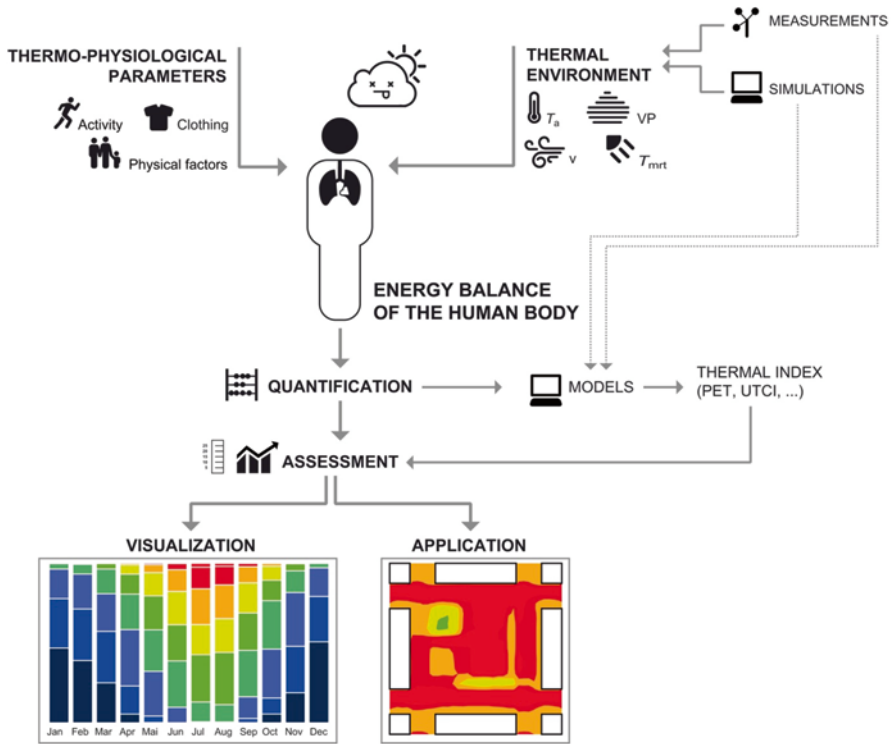 MEASUREMENTS
THERMO-PHYSIOLOGICAL
PARAMETERS
THERMAL
ENVIRONMENT
SIMULATIONS
Activity
Clothing
Physical factors
Ta
VP
v
Tmrt
ENERGY BALANCE
OF THE HUMAN BODY
QUANTIFICATION
MODELS
THERMAL INDEX
(PET, UTCI, ...)
ASSESSMENT
VISUALIZATION
APPLICATION
Jan Feb Mar Apr Mai Jun Jul Aug Sep Oct Nov Dec